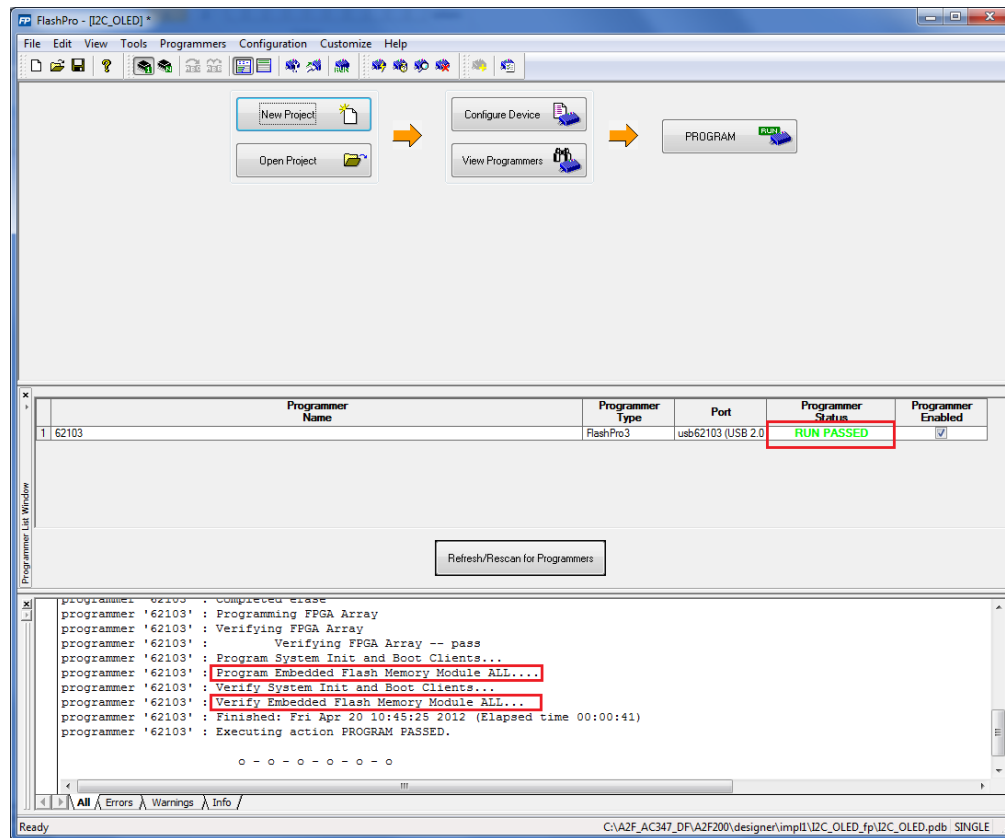 FlashPro - [I2C_OLED] *
File Edit View Tools Programmers Configuration Customize Help
New Project
Configure Device
PROGRAM
RUN
Open Project
View Programmers
Programmer Name
Programmer Type
Port
Programmer Status
Programmer Enabled
1 62103 FlashPro3 usb62103 (USB 2.0 RUN PASSED
Programmer List Window
Refresh/Rescan for Programmers
programmer '62103' : Completed erase
programmer '62103' : Programming FPGA Array
programmer '62103' : Verifying FPGA Array
programmer '62103' : Verifying FPGA Array -- pass
programmer '62103' : Program System Init and Boot Clients...
programmer '62103' : Program Embedded Flash Memory Module ALL....
programmer '62103' : Verify System Init and Boot Clients...
programmer '62103' : Verify Embedded Flash Memory Module ALL...
programmer '62103' : Finished: Fri Apr 20 10:45:25 2012 (Elapsed time 00:00:41)
programmer '62103' : Executing action PROGRAM PASSED.
o - o - o - o - o - o
All Errors Warnings Info
Ready C:\A2F_AC347_DF\A2F200\designer\impl1\I2C_OLED_fp\I2C_OLED.pdb SINGLE